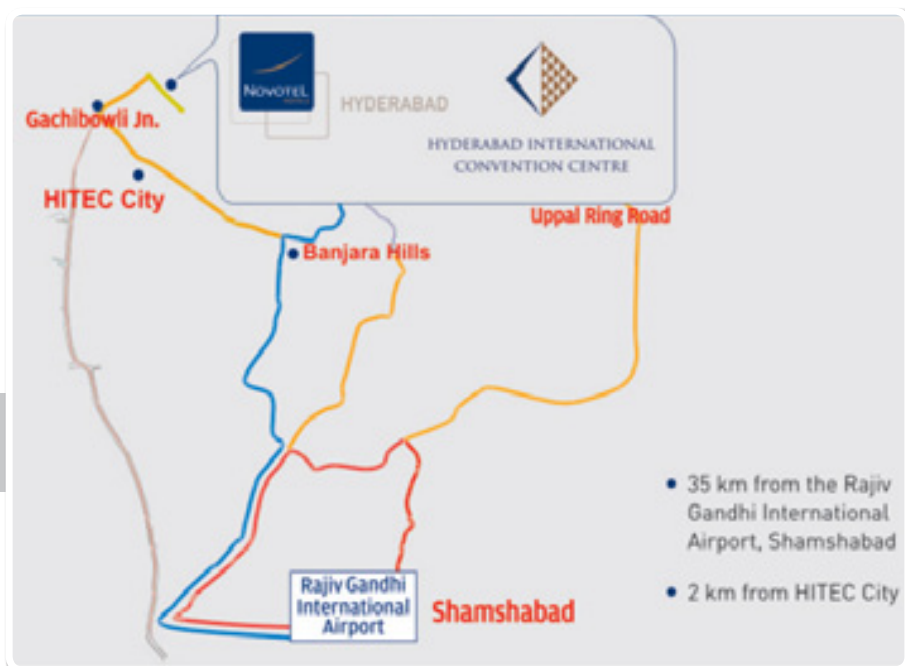 NOVOTEL
HYDERABAD
HYDERABAD INTERNATIONAL
CONVENTION CENTRE
Gachibowli Jn.
HITEC City
Uppal Ring Road
Banjara Hills
35 km from the Rajiv
Gandhi International
Airport, Shamshabad
2 km from HITEC City
Rajiv Gandhi
International
Airport
Shamshabad